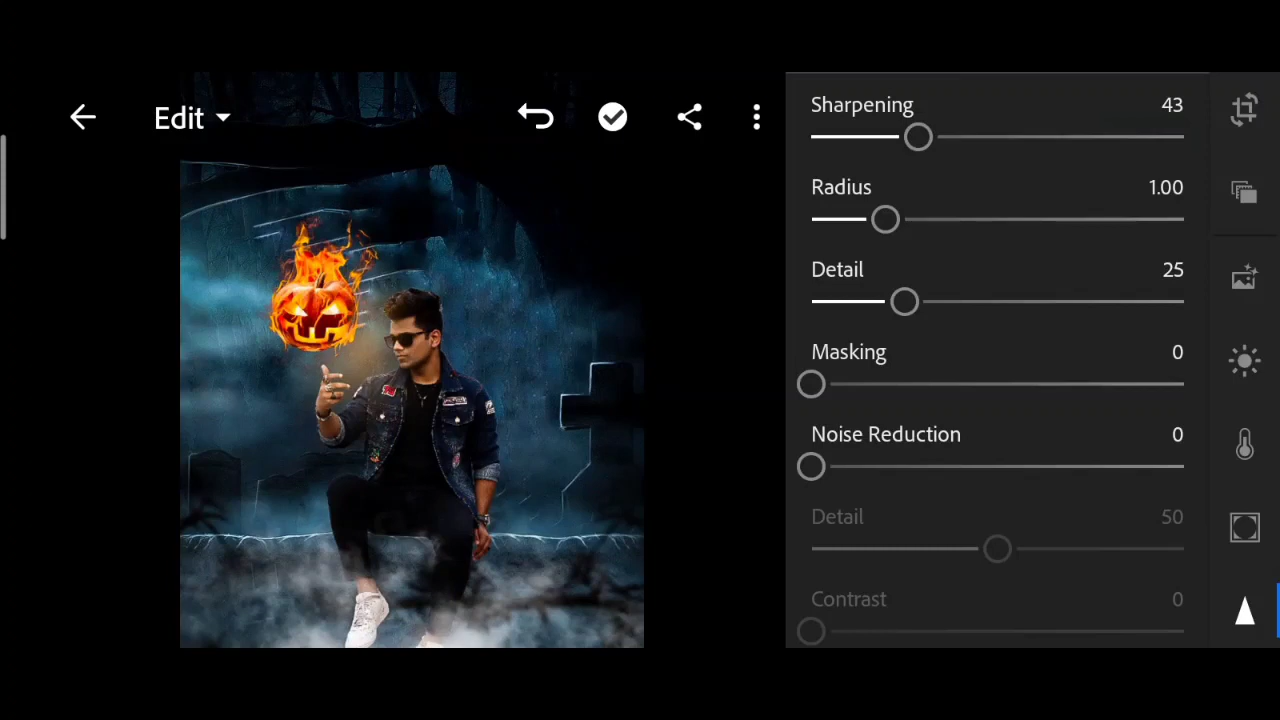 Edit
Sharpening 43
Radius 1.00
Detail 25
Masking 0
Noise Reduction 0
Detail 50
Contrast 0